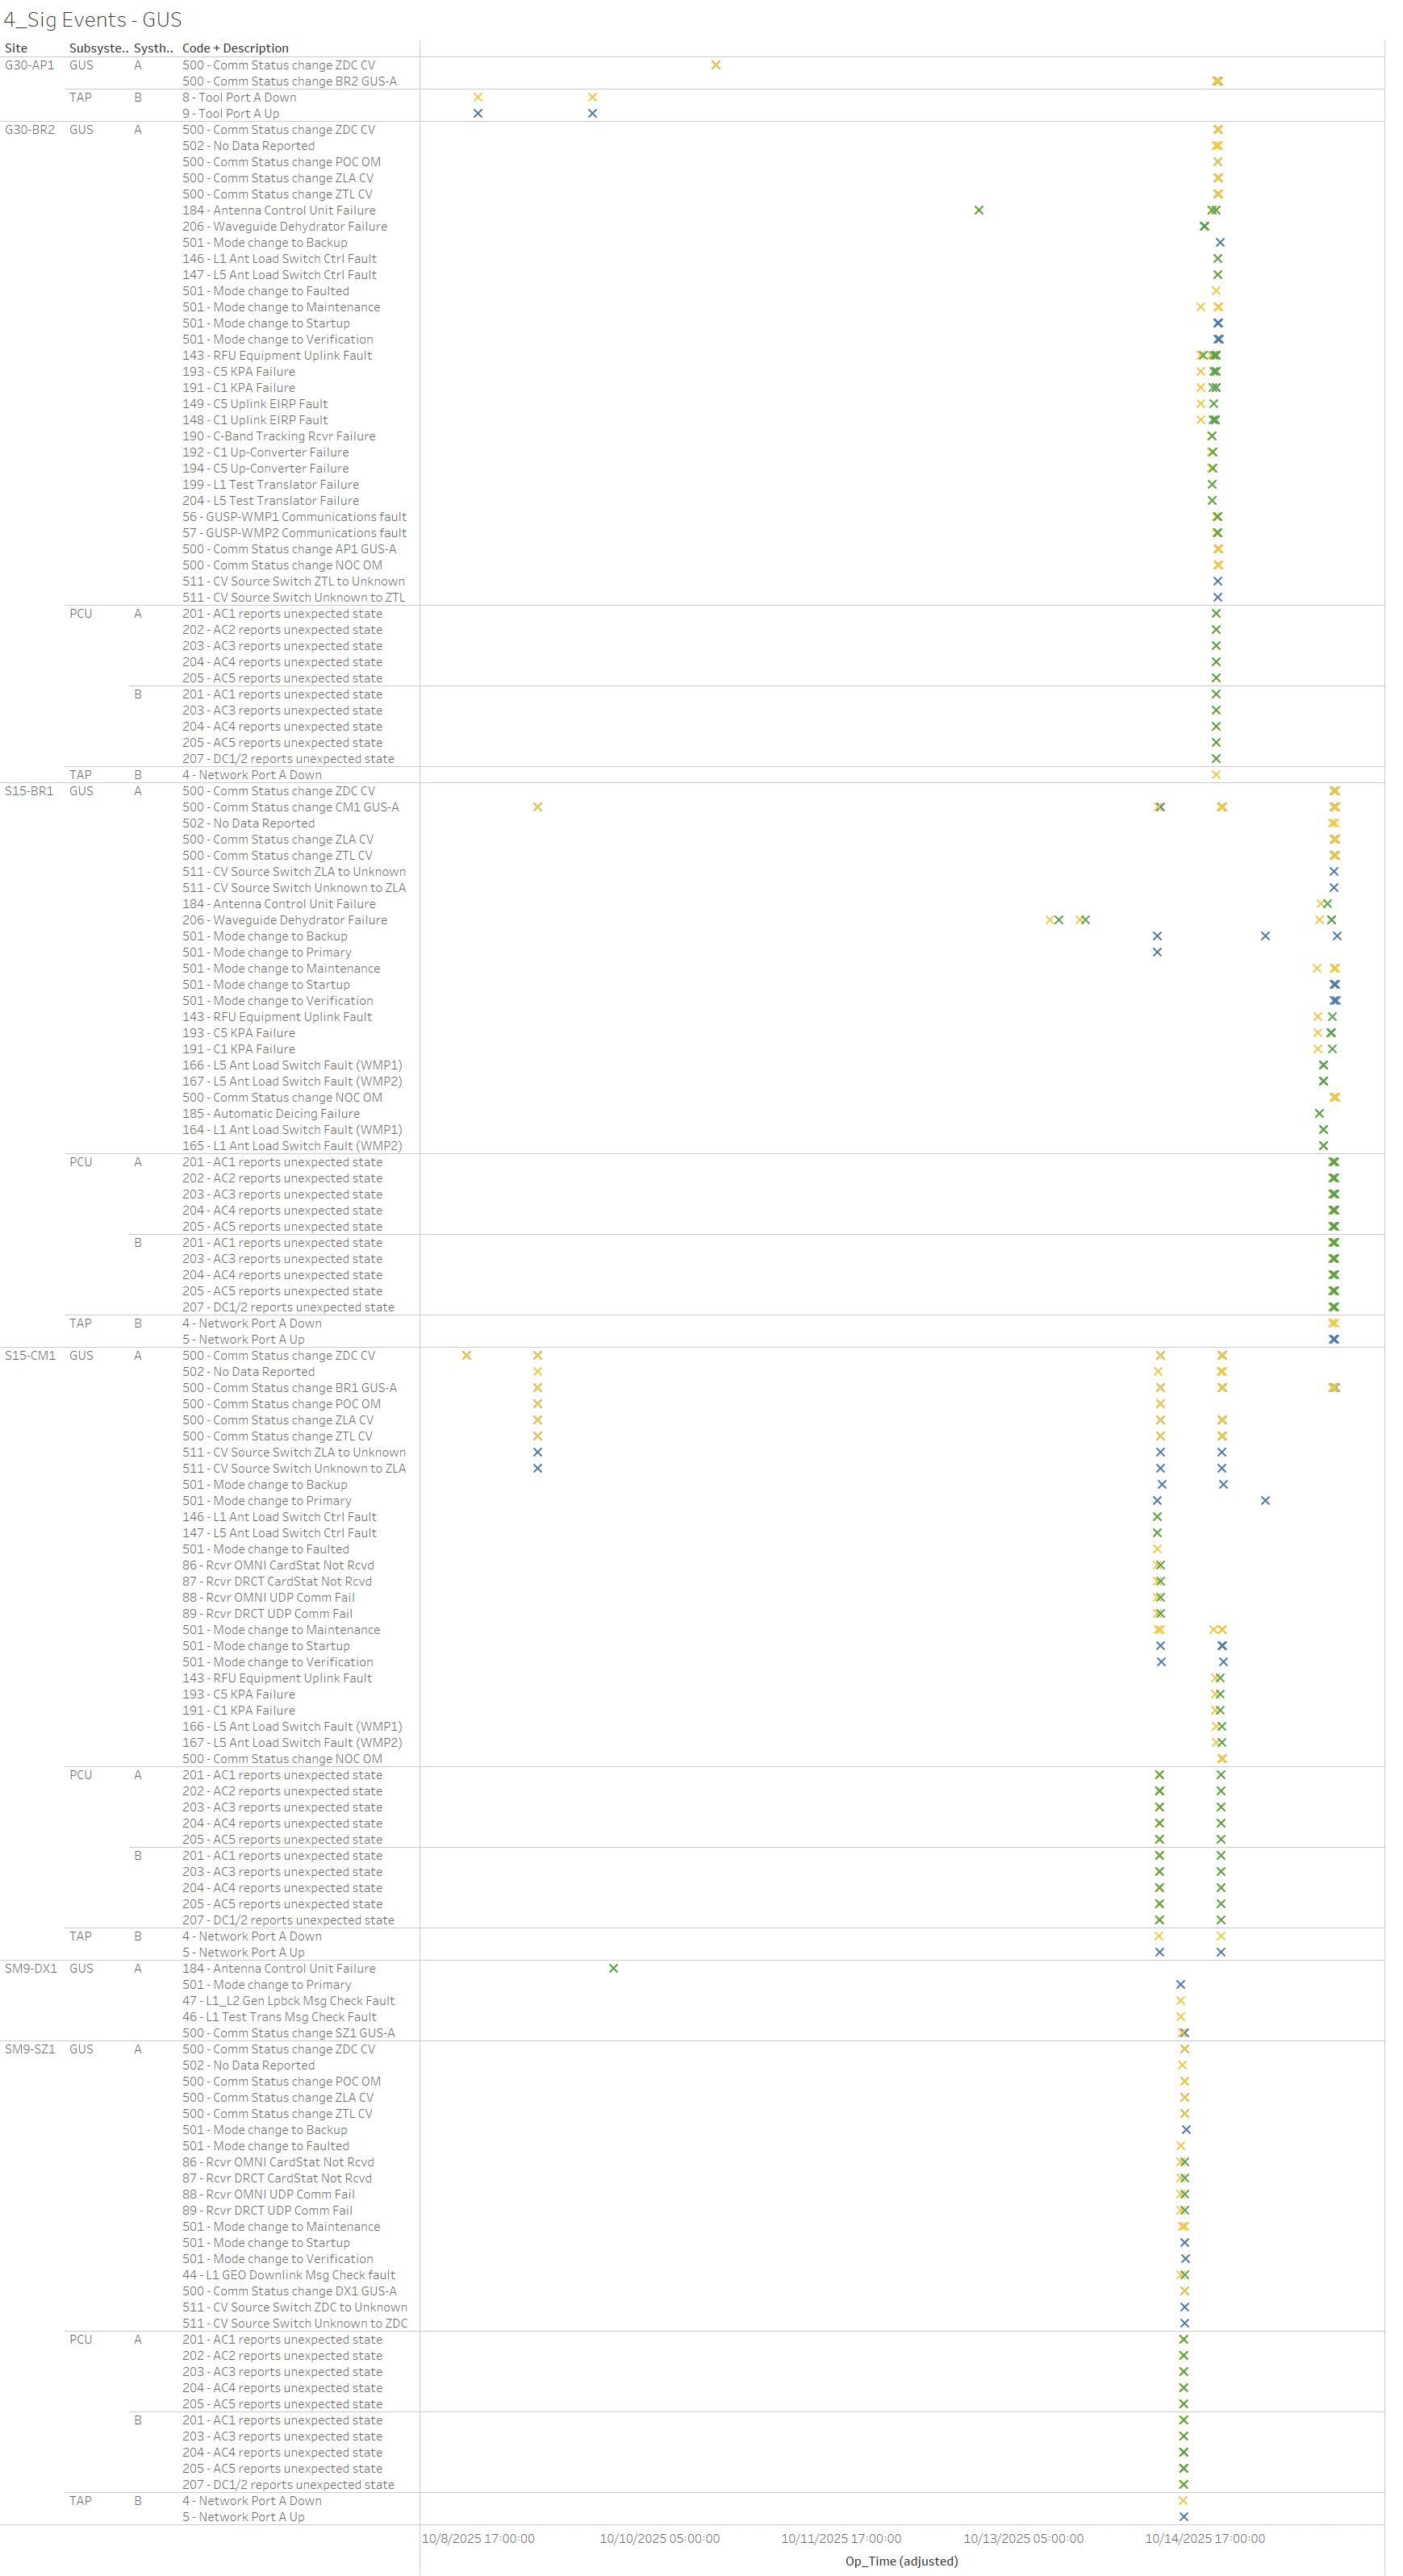 4_Sig Events - GUS
Site Subsyste.. Systh.. Code + Description
G30-AP1 GUS A 500 - Comm Status change ZDC CV
500 - Comm Status change BR2 GUS-A
TAP B 8 - Tool Port A Down
9 - Tool Port A Up
G30-BR2 GUS A 500 - Comm Status change ZDC CV
502 - No Data Reported
500 - Comm Status change POC OM
500 - Comm Status change ZLA CV
500 - Comm Status change ZTL CV
184 - Antenna Control Unit Failure
206 - Waveguide Dehydrator Failure
501 - Mode change to Backup
146 - L1 Ant Load Switch Ctrl Fault
147 - L5 Ant Load Switch Ctrl Fault
501 - Mode change to Faulted
501 - Mode change to Maintenance
501 - Mode change to Startup
501 - Mode change to Verification
143 - RFU Equipment Uplink Fault
193 - C5 KPA Failure
191 - C1 KPA Failure
149 - C5 Uplink EIRP Fault
148 - C1 Uplink EIRP Fault
190 - C-Band Tracking Rcvr Failure
192 - C1 Up-Converter Failure
194 - C5 Up-Converter Failure
199 - L1 Test Translator Failure
204 - L5 Test Translator Failure
56 - GUSP-WMP1 Communications fault
57 - GUSP-WMP2 Communications fault
500 - Comm Status change AP1 GUS-A
500 - Comm Status change NOC OM
511 - CV Source Switch ZTL to Unknown
511 - CV Source Switch Unknown to ZTL
PCU A 201 - AC1 reports unexpected state
202 - AC2 reports unexpected state
203 - AC3 reports unexpected state
204 - AC4 reports unexpected state
205 - AC5 reports unexpected state
B 201 - AC1 reports unexpected state
203 - AC3 reports unexpected state
204 - AC4 reports unexpected state
205 - AC5 reports unexpected state
207 - DC1/2 reports unexpected state
TAP B 4 - Network Port A Down
S15-BR1 GUS A 500 - Comm Status change ZDC CV
500 - Comm Status change CM1 GUS-A
502 - No Data Reported
500 - Comm Status change ZLA CV
500 - Comm Status change ZTL CV
511 - CV Source Switch ZLA to Unknown
511 - CV Source Switch Unknown to ZLA
184 - Antenna Control Unit Failure
206 - Waveguide Dehydrator Failure
501 - Mode change to Backup
501 - Mode change to Primary
501 - Mode change to Maintenance
501 - Mode change to Startup
501 - Mode change to Verification
143 - RFU Equipment Uplink Fault
193 - C5 KPA Failure
191 - C1 KPA Failure
166 - L5 Ant Load Switch Fault (WMP1)
167 - L5 Ant Load Switch Fault (WMP2)
500 - Comm Status change NOC OM
185 - Automatic Deicing Failure
164 - L1 Ant Load Switch Fault (WMP1)
165 - L1 Ant Load Switch Fault (WMP2)
PCU A 201 - AC1 reports unexpected state
202 - AC2 reports unexpected state
203 - AC3 reports unexpected state
204 - AC4 reports unexpected state
205 - AC5 reports unexpected state
B 201 - AC1 reports unexpected state
203 - AC3 reports unexpected state
204 - AC4 reports unexpected state
205 - AC5 reports unexpected state
207 - DC1/2 reports unexpected state
TAP B 4 - Network Port A Down
5 - Network Port A Up
S15-CM1 GUS A 500 - Comm Status change ZDC CV
502 - No Data Reported
500 - Comm Status change BR1 GUS-A
500 - Comm Status change POC OM
500 - Comm Status change ZLA CV
500 - Comm Status change ZTL CV
511 - CV Source Switch ZLA to Unknown
511 - CV Source Switch Unknown to ZLA
501 - Mode change to Backup
501 - Mode change to Primary
146 - L1 Ant Load Switch Ctrl Fault
147 - L5 Ant Load Switch Ctrl Fault
501 - Mode change to Faulted
86 - Rcvr OMNI CardStat Not Rcvd
87 - Rcvr DRCT CardStat Not Rcvd
88 - Rcvr OMNI UDP Comm Fail
89 - Rcvr DRCT UDP Comm Fail
501 - Mode change to Maintenance
501 - Mode change to Startup
501 - Mode change to Verification
143 - RFU Equipment Uplink Fault
193 - C5 KPA Failure
191 - C1 KPA Failure
166 - L5 Ant Load Switch Fault (WMP1)
167 - L5 Ant Load Switch Fault (WMP2)
500 - Comm Status change NOC OM
PCU A 201 - AC1 reports unexpected state
202 - AC2 reports unexpected state
203 - AC3 reports unexpected state
204 - AC4 reports unexpected state
205 - AC5 reports unexpected state
B 201 - AC1 reports unexpected state
203 - AC3 reports unexpected state
204 - AC4 reports unexpected state
205 - AC5 reports unexpected state
207 - DC1/2 reports unexpected state
TAP B 4 - Network Port A Down
5 - Network Port A Up
SM9-DX1 GUS A 184 - Antenna Control Unit Failure
501 - Mode change to Primary
47 - L1_L2 Gen Lpbck Msg Check Fault
46 - L1 Test Trans Msg Check Fault
500 - Comm Status change SZ1 GUS-A
SM9-SZ1 GUS A 500 - Comm Status change ZDC CV
502 - No Data Reported
500 - Comm Status change POC OM
500 - Comm Status change ZLA CV
500 - Comm Status change ZTL CV
501 - Mode change to Backup
501 - Mode change to Faulted
86 - Rcvr OMNI CardStat Not Rcvd
87 - Rcvr DRCT CardStat Not Rcvd
88 - Rcvr OMNI UDP Comm Fail
89 - Rcvr DRCT UDP Comm Fail
501 - Mode change to Maintenance
501 - Mode change to Startup
501 - Mode change to Verification
44 - L1 GEO Downlink Msg Check fault
500 - Comm Status change DX1 GUS-A
511 - CV Source Switch ZDC to Unknown
511 - CV Source Switch Unknown to ZDC
PCU A 201 - AC1 reports unexpected state
202 - AC2 reports unexpected state
203 - AC3 reports unexpected state
204 - AC4 reports unexpected state
205 - AC5 reports unexpected state
B 201 - AC1 reports unexpected state
203 - AC3 reports unexpected state
204 - AC4 reports unexpected state
205 - AC5 reports unexpected state
207 - DC1/2 reports unexpected state
TAP B 4 - Network Port A Down
5 - Network Port A Up
10/8/2025 17:00:00 10/10/2025 05:00:00 10/11/2025 17:00:00 10/13/2025 05:00:00 10/14/2025 17:00:00
Op_Time (adjusted)